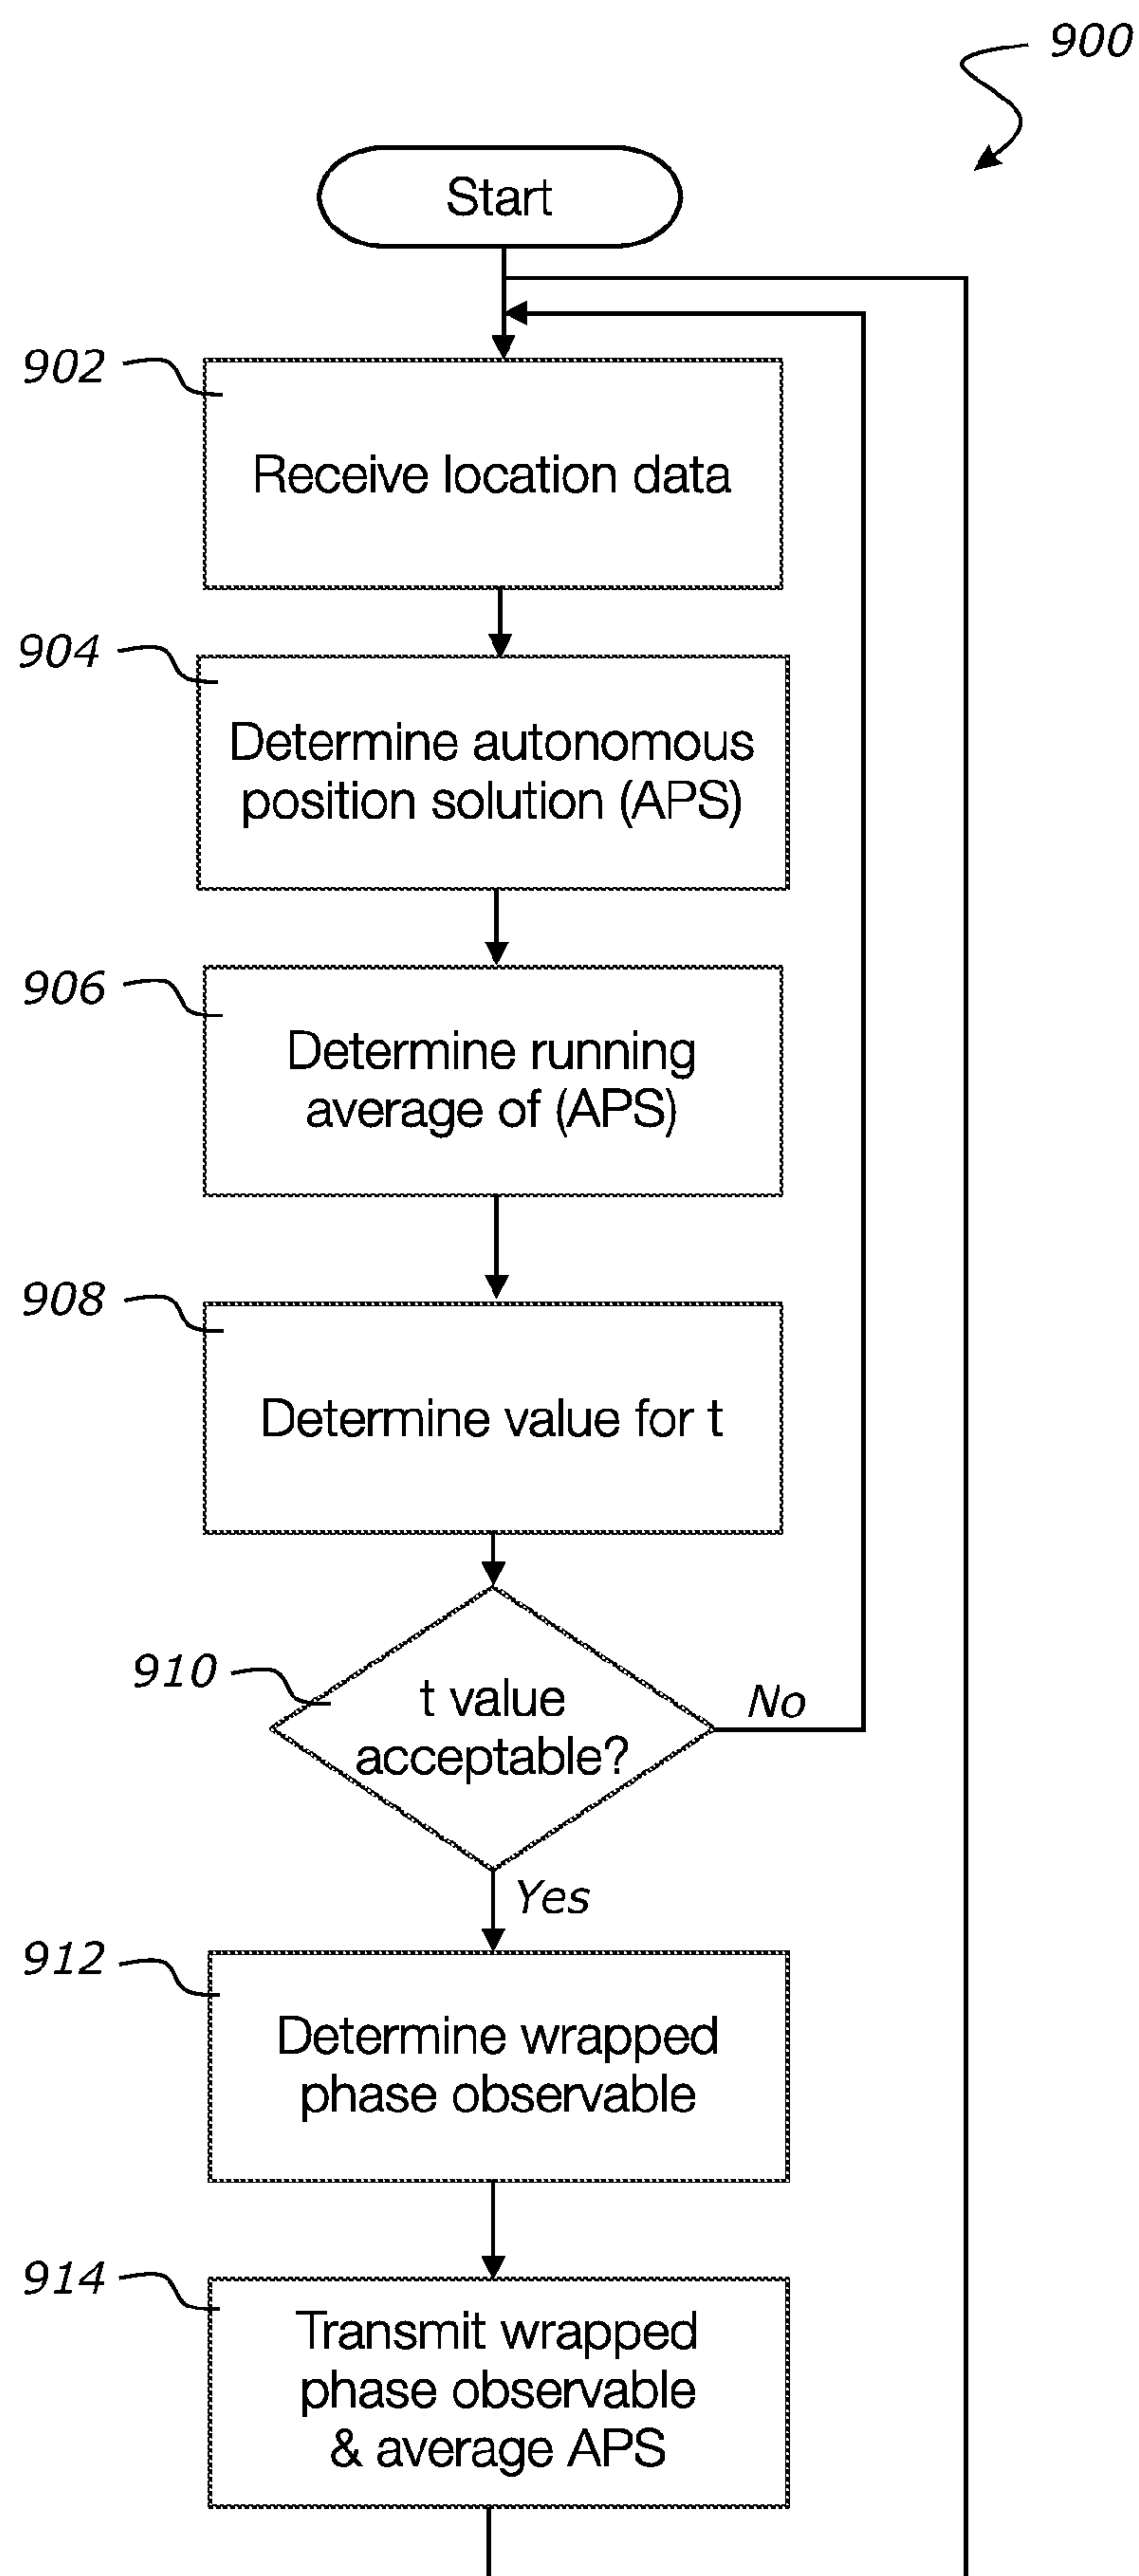 900
Start
902
Receive location data
904
Determine autonomous
position solution (APS)
906
Determine running
average of (APS)
908
Determine value for t
910
t value
acceptable?
No
Yes
912
Determine wrapped
phase observable
914
Transmit wrapped
phase observable
& average APS